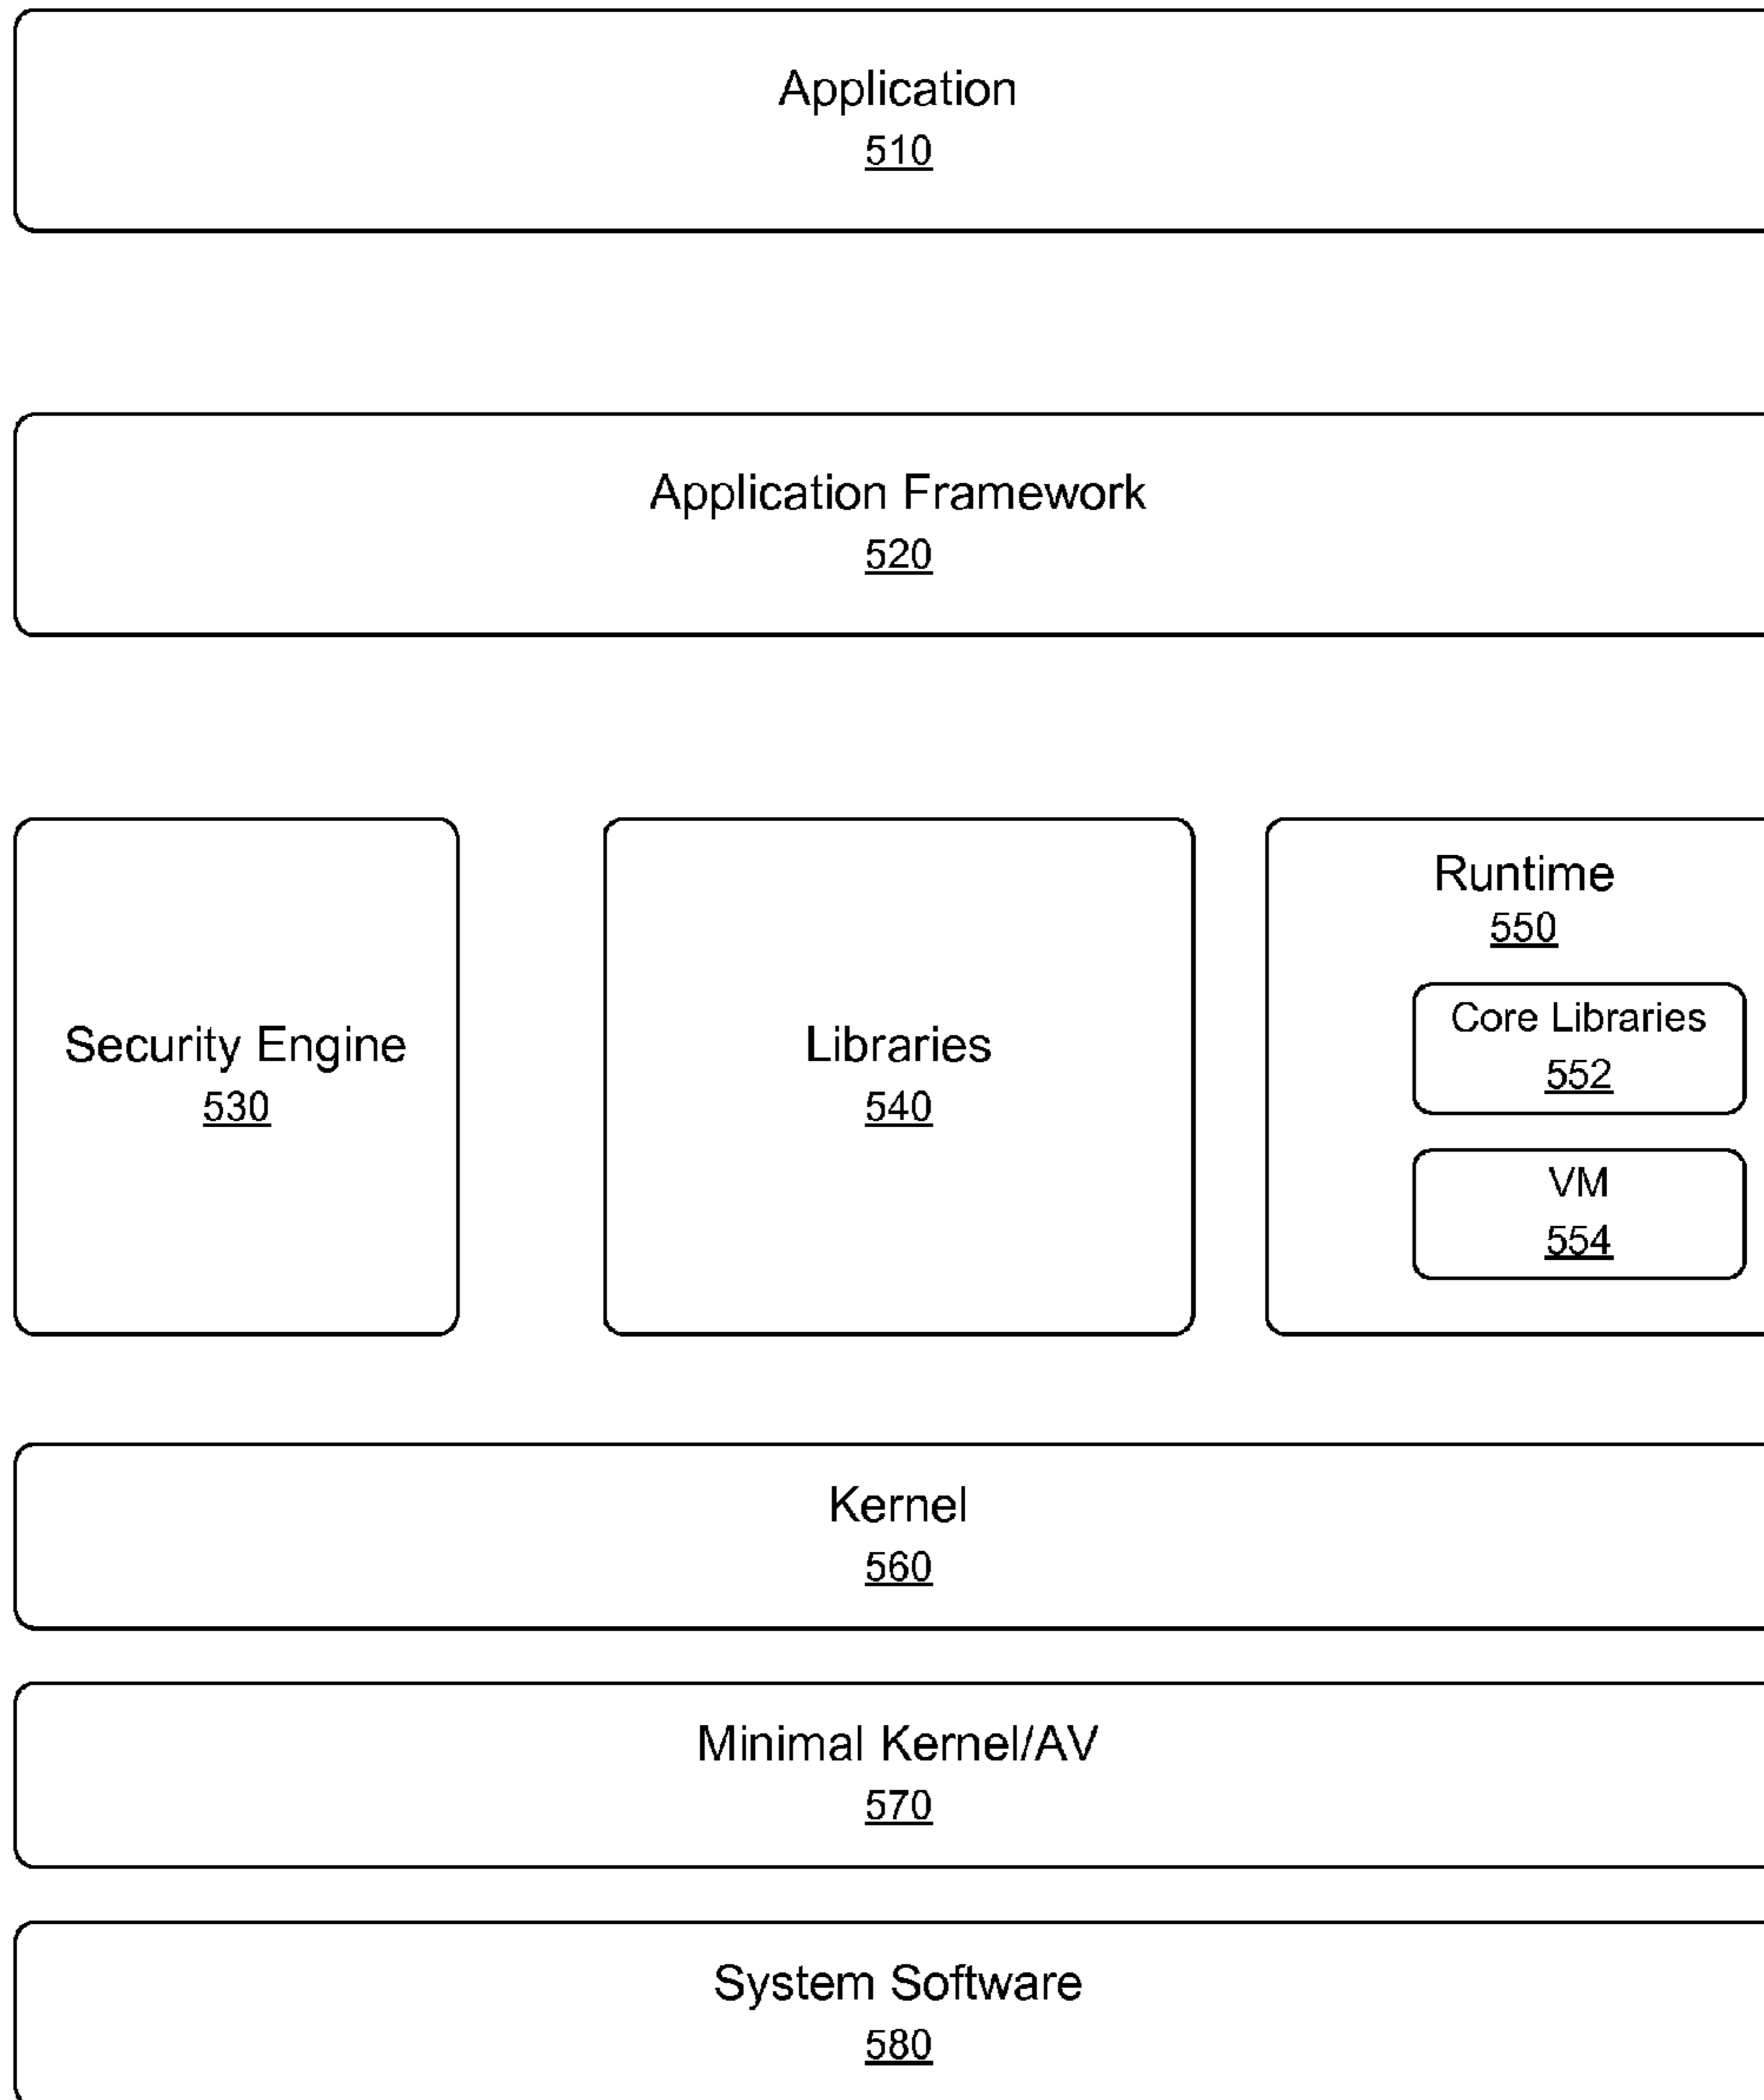 Application
510
Application Framework
520
Security Engine
530
Libraries
540
Runtime
550
Core Libraries
552
VM
554
Kernel
560
Minimal Kernel/AV
570
System Software
580